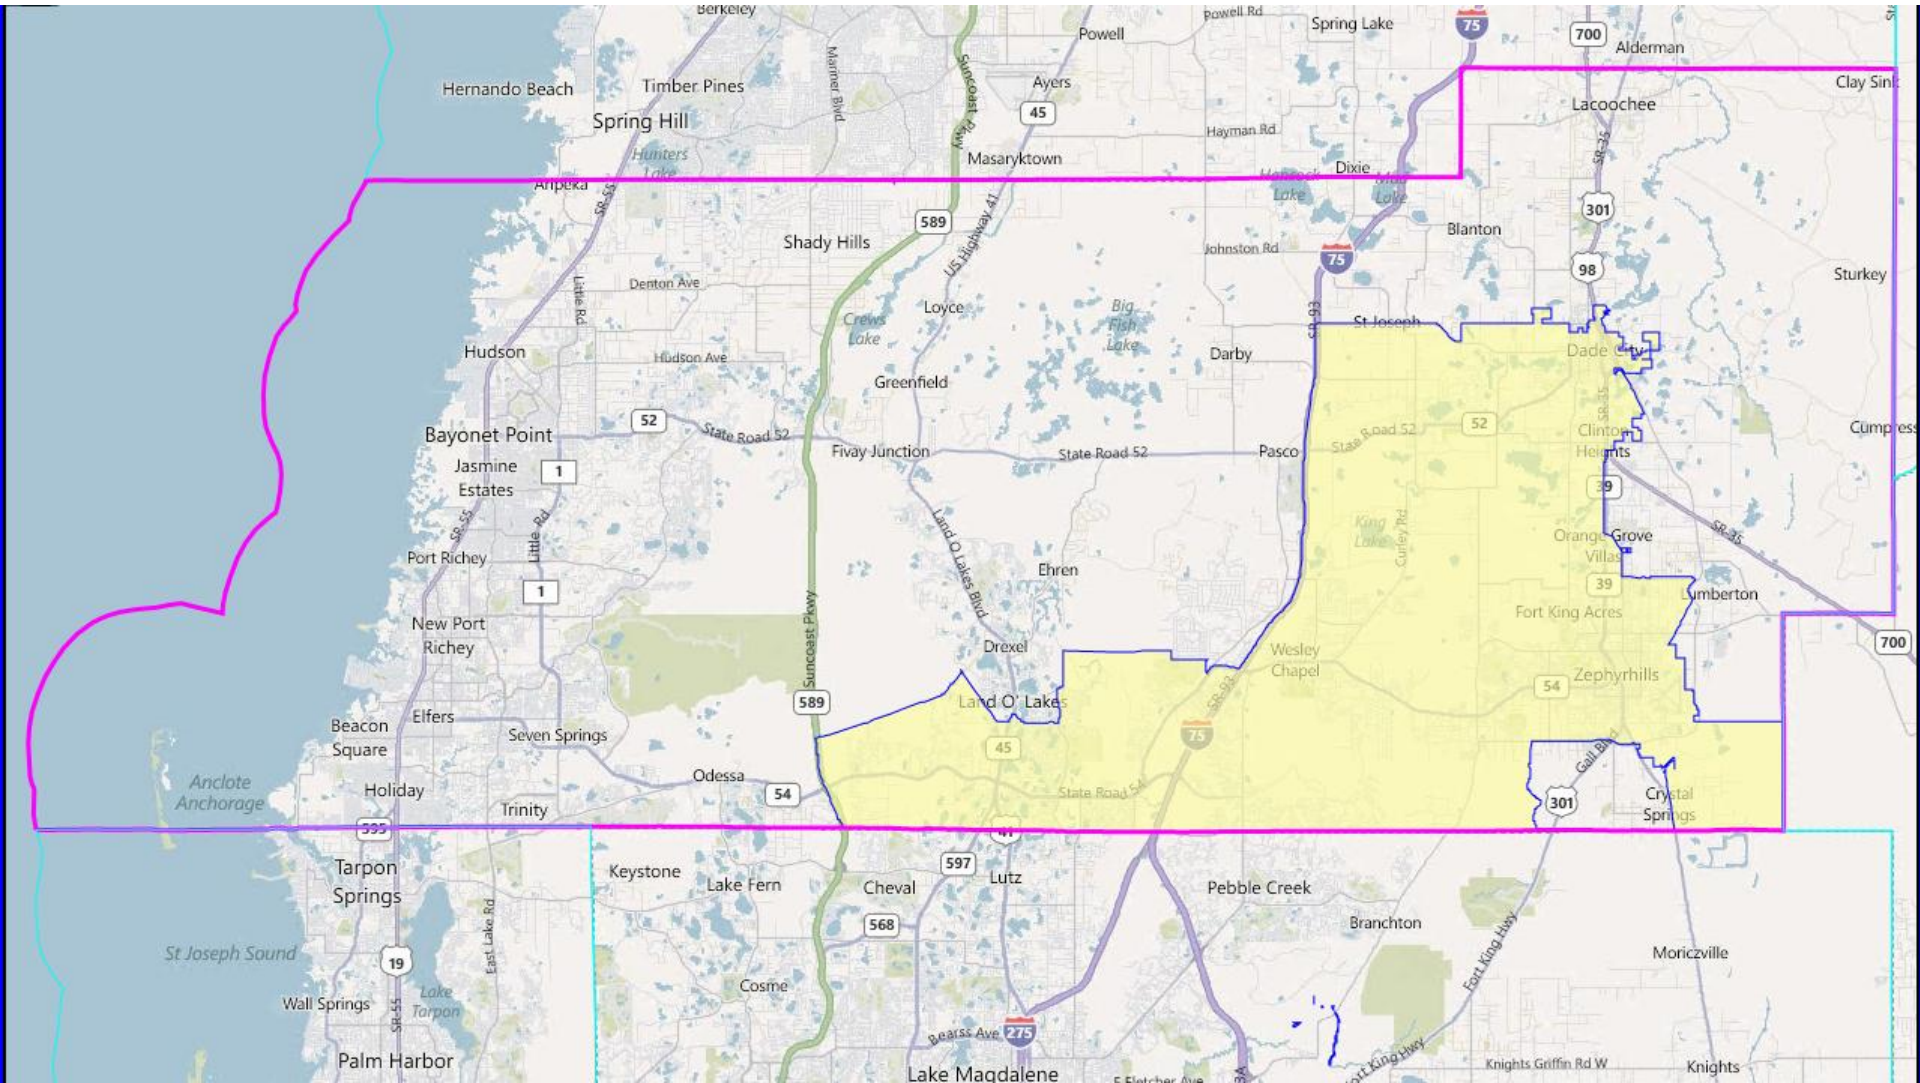 Berkeley
Powell
Powell Rd
Spring Lake
75
700
Alderman
Hernando Beach
Timber Pines
Mariner Blvd
Suncoast Pkwy
Ayers
45
Clay Sink
Lacoochee
Spring Hill
Hunters
Lake
Masaryktown
Hayman Rd
SR-35
Dixie
Hancock
Lake
Mud
Lake
Aripeka
SR-55
589
US Highway 41
301
Shady Hills
Johnston Rd
75
Blanton
98
Sturkey
Denton Ave
Little Rd
Loyce
Crews
Lake
Big
Fish
Lake
SR-93
St Joseph
Hudson
Hudson Ave
Darby
Dade City
Greenfield
SR-35
52
State Road 52
Bayonet Point
Fivay Junction
State Road 52
Pasco
State Road 52
52
Clinton
Heights
Cumpress
Jasmine
Estates
1
39
SR-55
Little Rd
Land O Lakes Blvd
King
Lake
Curley Rd
Orange Grove
Villas
SR-35
Port Richey
Ehren
39
Lumberton
1
Suncoast Pkwy
Fort King Acres
New Port
Richey
Drexel
Wesley
Chapel
700
Zephyrhills
54
SR-93
589
Land O' Lakes
Beacon
Square
Elfers
Seven Springs
45
75
Gall Blvd
Anclote
Anchorage
Holiday
Odessa
54
State Road 54
301
Crystal
Springs
Trinity
595
41
Tarpon
Springs
Keystone
Lake Fern
Cheval
597
Lutz
Pebble Creek
568
Branchton
East Lake Rd
Fort King Hwy
St Joseph Sound
19
Moriczville
Wall Springs
Lake
Tarpon
SR-55
Cosme
Bearss Ave
275
Palm Harbor
Lake Magdalene
E Fletcher Ave
Fort King Hwy
Knights Griffin Rd W
Knights